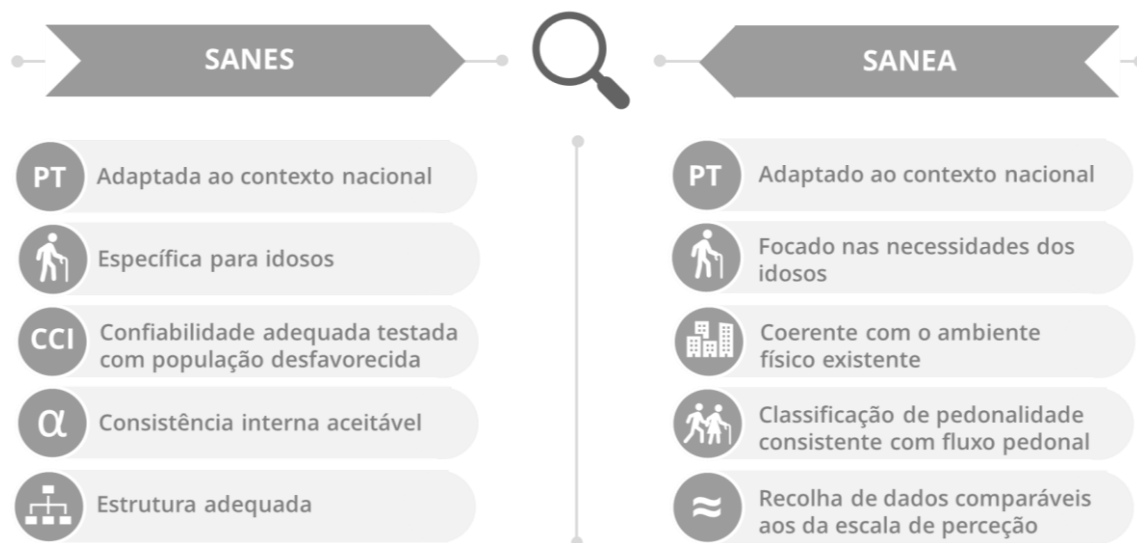 SANES
PT
Adaptada ao contexto nacional
Específica para idosos
CCI
Confiabilidade adequada testada
com população desfavorecida
α
Consistência interna aceitável
Estrutura adequada
SANEA
PT
Adaptado ao contexto nacional
Focado nas necessidades dos
idosos
Coerente com o ambiente
físico existente
Classificação de pedonalidade
consistente com fluxo pedonal
≈
Recolha de dados comparáveis
aos da escala de perceção